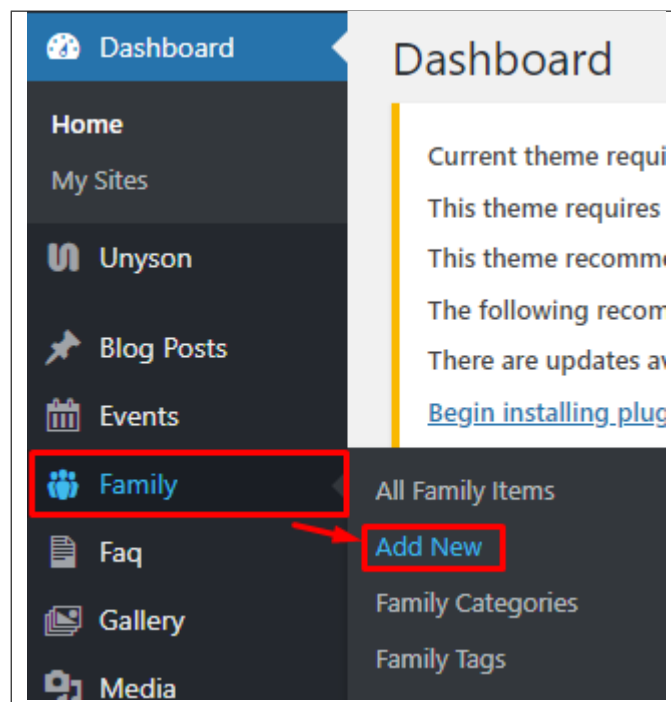 Dashboard
Home
My Sites
Unyson
Blog Posts
Events
Family
Faq
Gallery
Media
Dashboard
Current theme requi
This theme requires
This theme recomme
The following recom
There are updates av
Begin installing plug
All Family Items
Add New
Family Categories
Family Tags